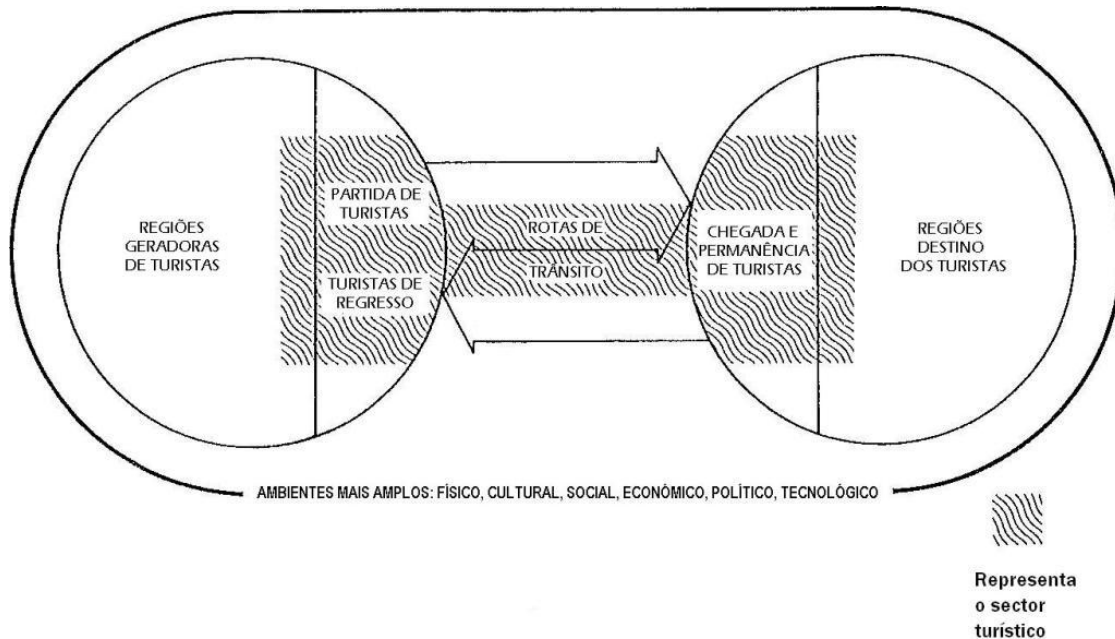 REGIÕES
GERADORAS
DE TURISTAS
PARTIDA DE
TURISTAS
TURISTAS DE
REGRESSO
ROTAS DE
TRÂNSITO
CHEGADA E
PERMANÊNCIA
DE TURISTAS
REGIÕES
DESTINO
DOS TURISTAS
AMBIENTES MAIS AMPLOS: FÍSICO, CULTURAL, SOCIAL, ECONÔMICO, POLÍTICO, TECNOLÓGICO
Representa
o sector
turístico